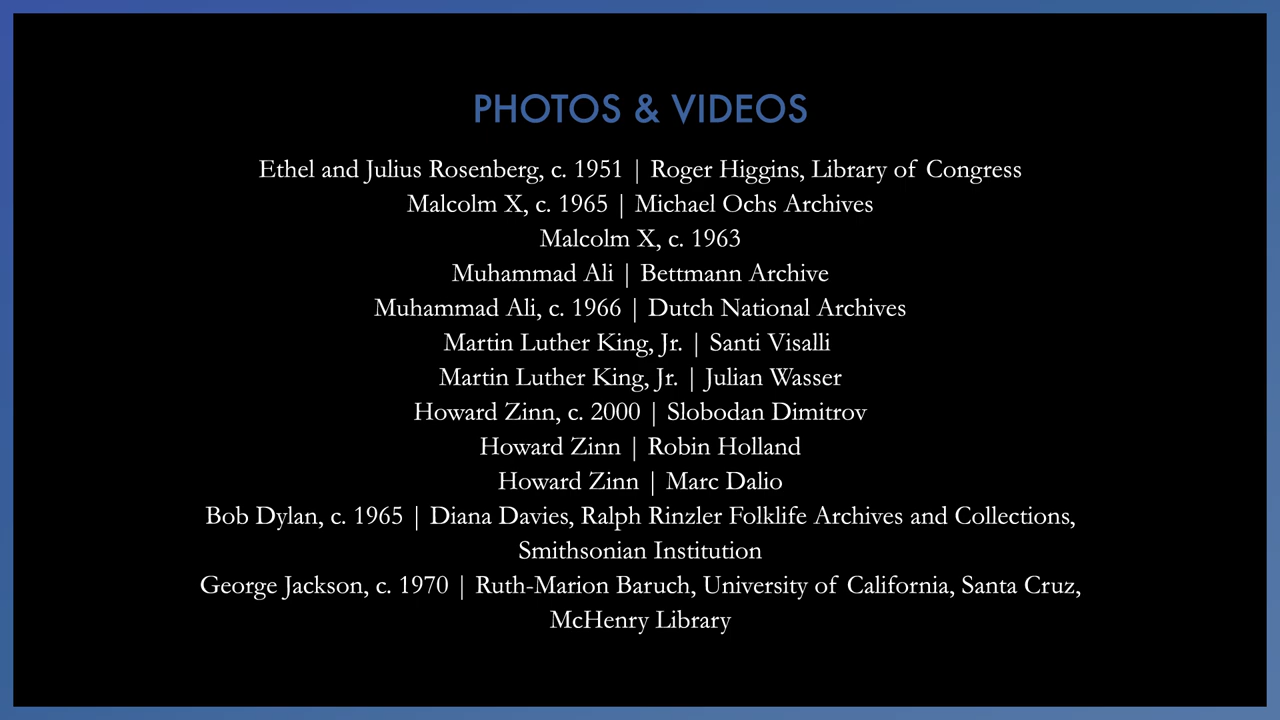 PHOTOS & VIDEOS
Ethel and Julius Rosenberg, c. 1951 | Roger Higgins, Library of Congress
Malcolm X, c. 1965 | Michael Ochs Archives
Malcolm X, c. 1963
Muhammad Ali | Bettmann Archive
Muhammad Ali, c. 1966 | Dutch National Archives
Martin Luther King, Jr. | Santi Visalli
Martin Luther King, Jr. | Julian Wasser
Howard Zinn, c. 2000 | Slobodan Dimitrov
Howard Zinn | Robin Holland
Howard Zinn | Marc Dalio
Bob Dylan, c. 1965 | Diana Davies, Ralph Rinzler Folklife Archives and Collections,
Smithsonian Institution
George Jackson, c. 1970 | Ruth-Marion Baruch, University of California, Santa Cruz,
McHenry Library